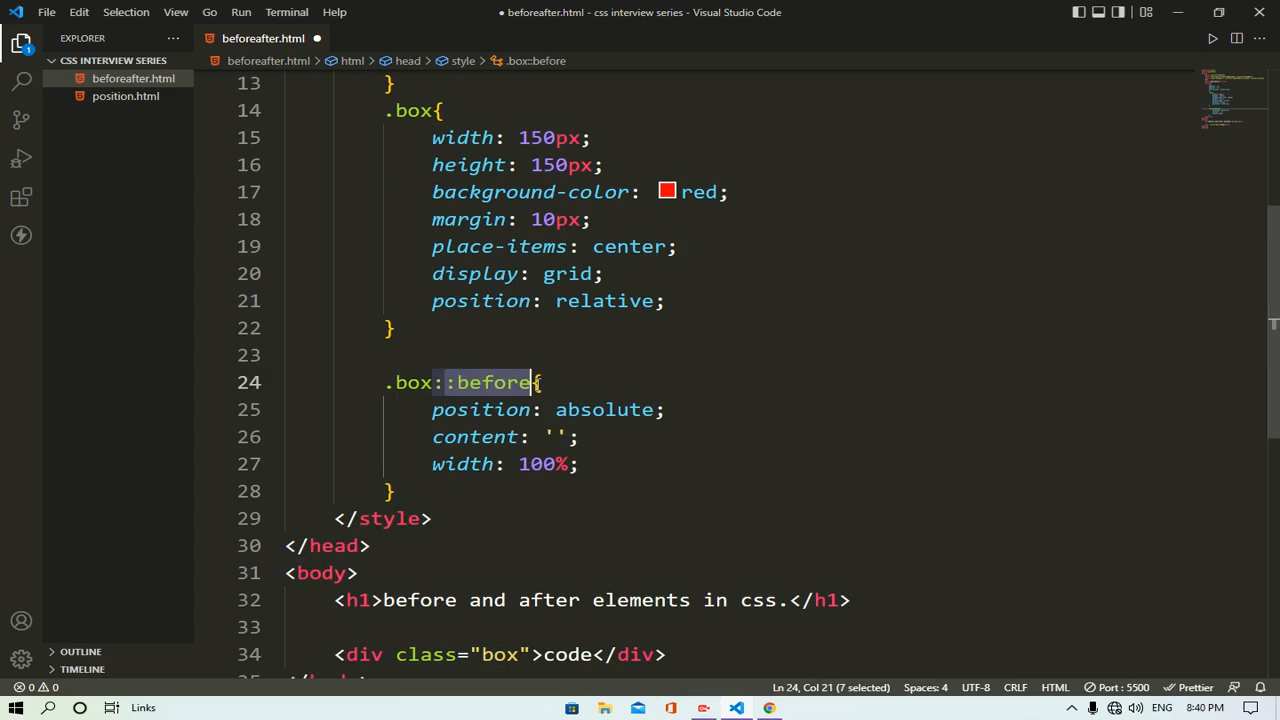 File Edit Selection View Go Run Terminal Help
● beforeafter.html - css interview series - Visual Studio Code
EXPLORER
CSS INTERVIEW SERIES
beforeafter.html
position.html
OUTLINE
TIMELINE
1
beforeafter.html ●
beforeafter.html > html > head > style > .box::before
13 }
14 .box{
15 width: 150px;
16 height: 150px;
17 background-color: red;
18 margin: 10px;
19 place-items: center;
20 display: grid;
21 position: relative;
22 }
23
24 .box::before{
25 position: absolute;
26 content: '';
27 width: 100%;
28 }
29 </style>
30 </head>
31 <body>
32 <h1>before and after elements in css.</h1>
33
34 <div class="box">code</div>
35 </body>
0 0 Ln 24, Col 21 (7 selected) Spaces: 4 UTF-8 CRLF HTML Port : 5500 Prettier
Links ENG 8:40 PM